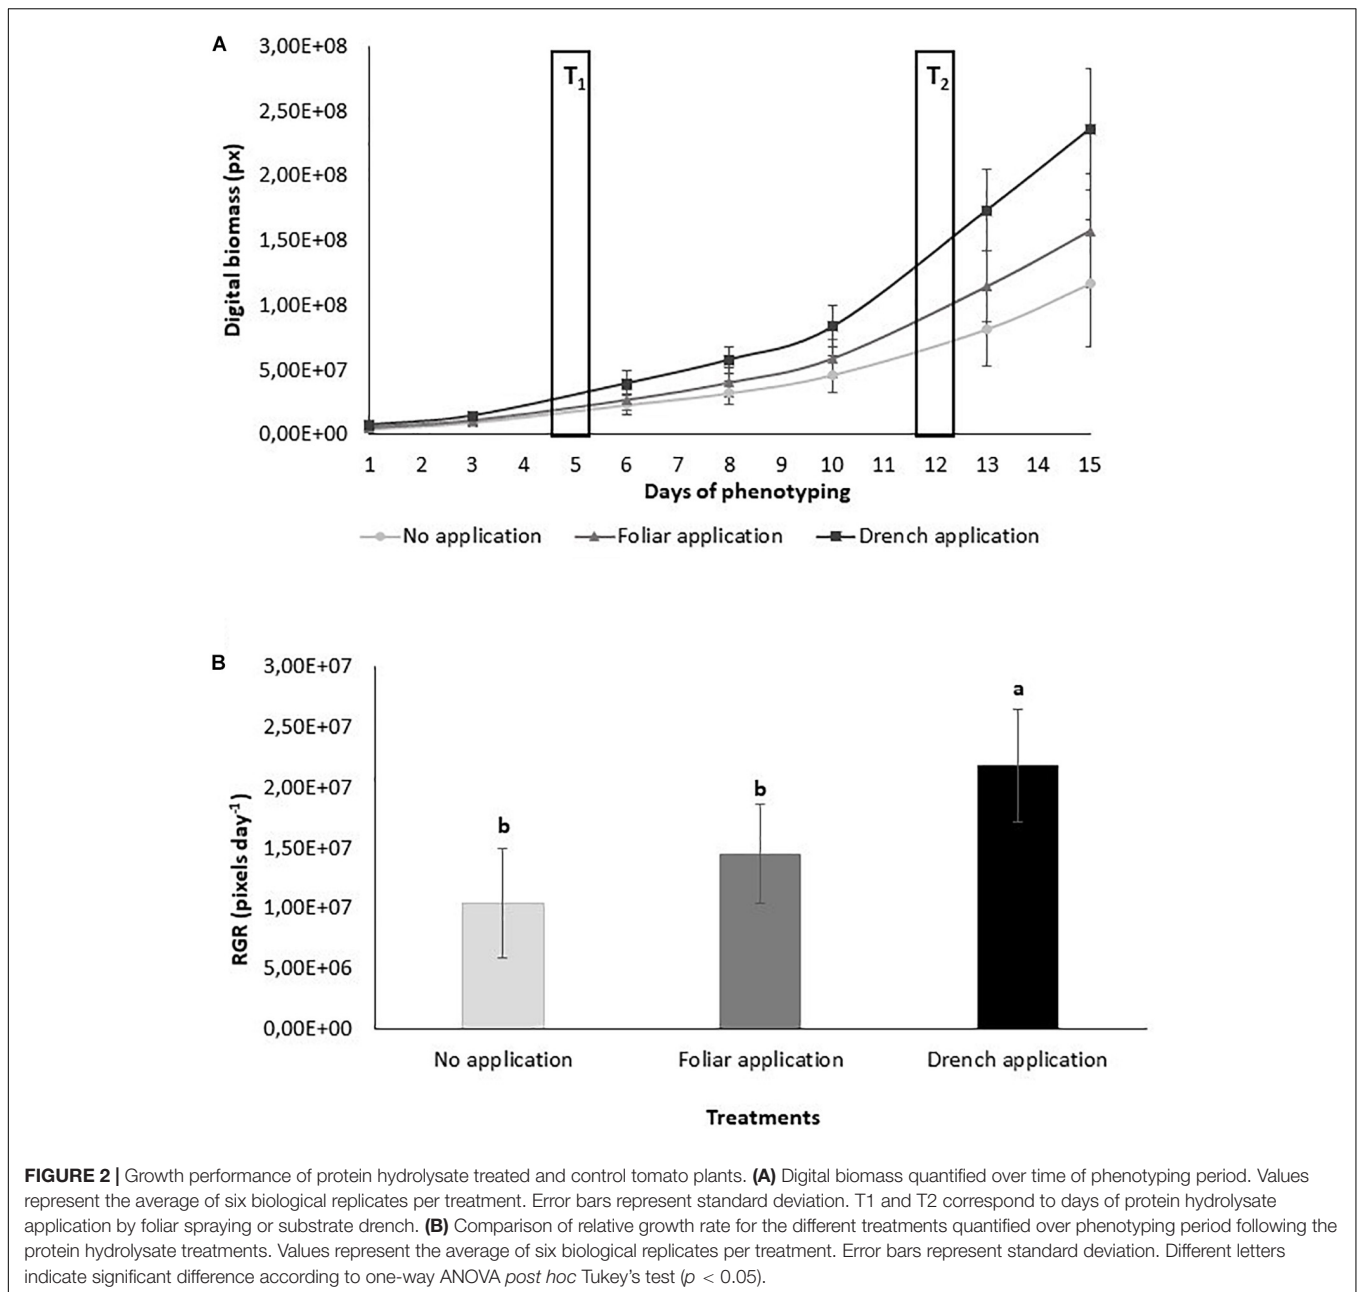 A
3,00E+08
2,50E+08
2,00E+08
1,50E+08
1,00E+08
5,00E+07
0,00E+00
Digital biomass (px)
T1
T2
1 2 3 4 5 6 7 8 9 10 11 12 13 14 15
Days of phenotyping
No application Foliar application Drench application
B
3,00E+07
2,50E+07
2,00E+07
1,50E+07
1,00E+07
5,00E+06
0,00E+00
RGR (pixels day-1)
b
b
a
No application Foliar application Drench application
Treatments
FIGURE 2 | Growth performance of protein hydrolysate treated and control tomato plants. (A) Digital biomass quantified over time of phenotyping period. Values
represent the average of six biological replicates per treatment. Error bars represent standard deviation. T1 and T2 correspond to days of protein hydrolysate
application by foliar spraying or substrate drench. (B) Comparison of relative growth rate for the different treatments quantified over phenotyping period following the
protein hydrolysate treatments. Values represent the average of six biological replicates per treatment. Error bars represent standard deviation. Different letters
indicate significant difference according to one-way ANOVA post hoc Tukey's test (p < 0.05).